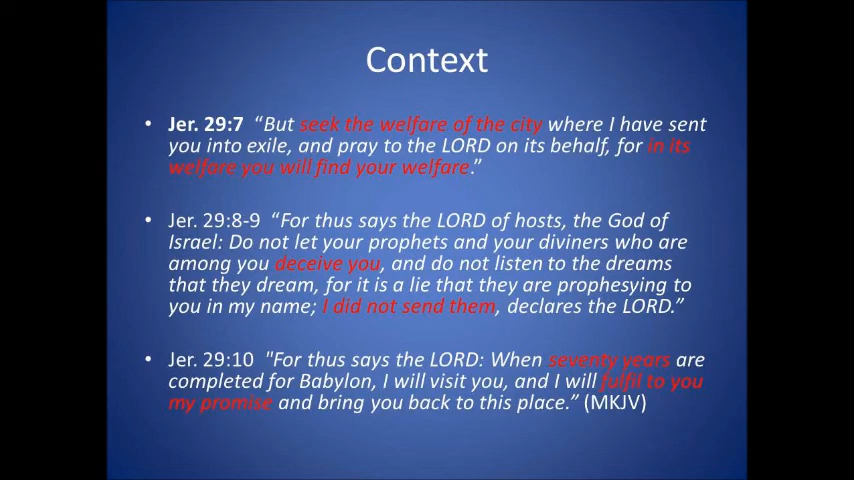 Context
• Jer. 29:7 “But seek the welfare of the city where I have sent
you into exile, and pray to the LORD on its behalf, for in its
welfare you will find your welfare.”
• Jer. 29:8-9 “For thus says the LORD of hosts, the God of
Israel: Do not let your prophets and your diviners who are
among you deceive you, and do not listen to the dreams
that they dream, for it is a lie that they are prophesying to
you in my name; I did not send them, declares the LORD.”
• Jer. 29:10 "For thus says the LORD: When seventy years are
completed for Babylon, I will visit you, and I will fulfil to you
my promise and bring you back to this place.” (MKJV)